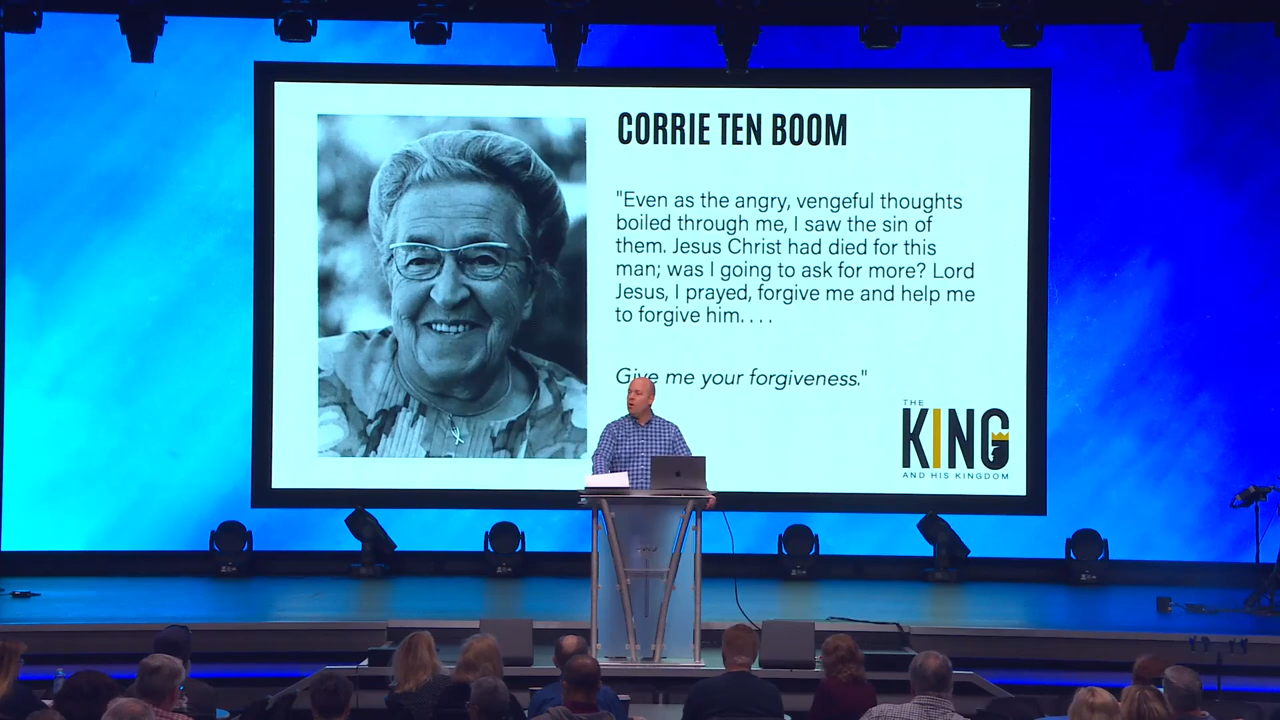 CORRIE TEN BOOM
"Even as the angry, vengeful thoughts
boiled through me, I saw the sin of
them. Jesus Christ had died for this
man; was I going to ask for more? Lord
Jesus, I prayed, forgive me and help me
to forgive him. . . .
Give me your forgiveness."
THE
KING
AND HIS KINGDOM